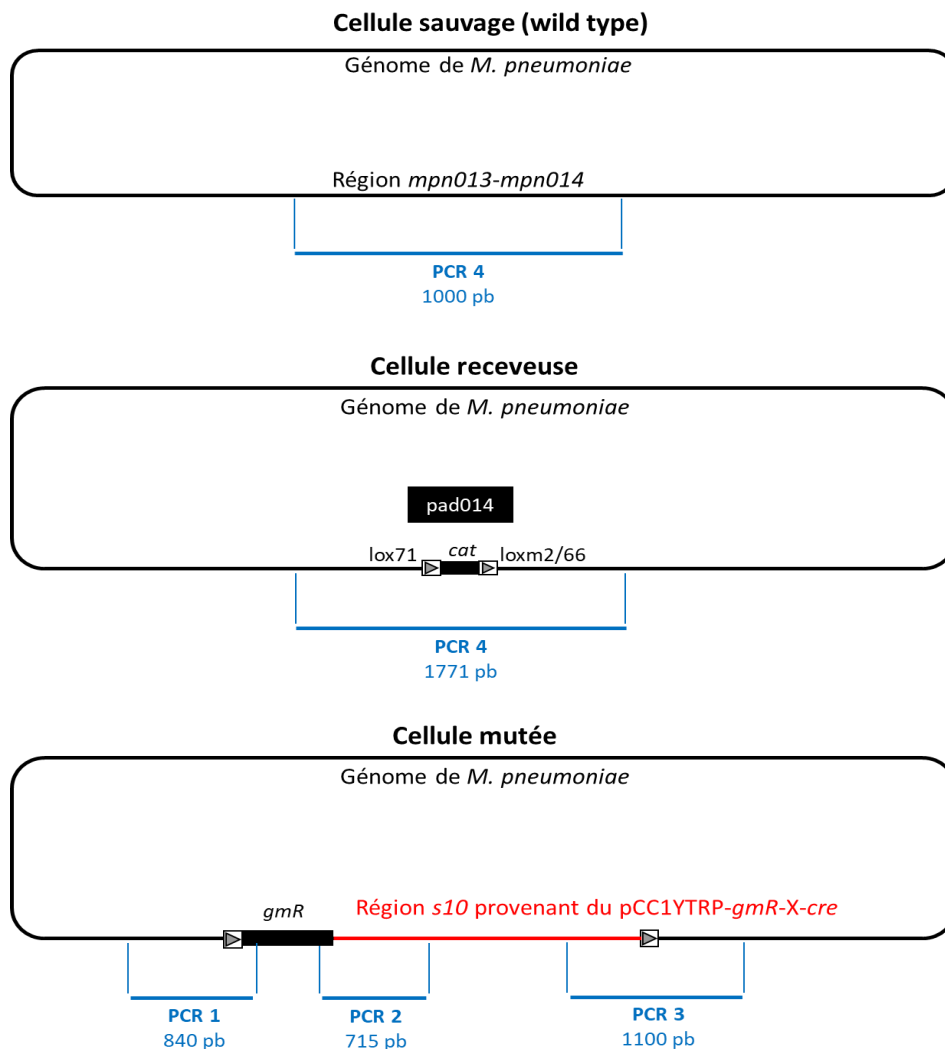 Cellule sauvage (wild type)
Génome de M. pneumoniae
Région mpn013-mpn014
PCR 4
1000 pb
Cellule receveuse
Génome de M. pneumoniae
pad014
lox71 cat loxm2/66
PCR 4
1771 pb
Cellule mutée
Génome de M. pneumoniae
gmR Région s10 provenant du pCC1YTRP-gmR-X-cre
PCR 1 PCR 2 PCR 3
840 pb 715 pb 1100 pb